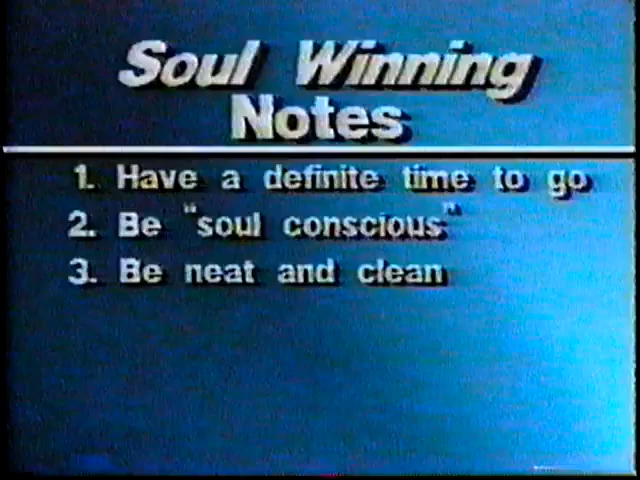 Soul Winning
Notes
1. Have a definite time to go
2. Be "soul conscious"
3. Be neat and clean